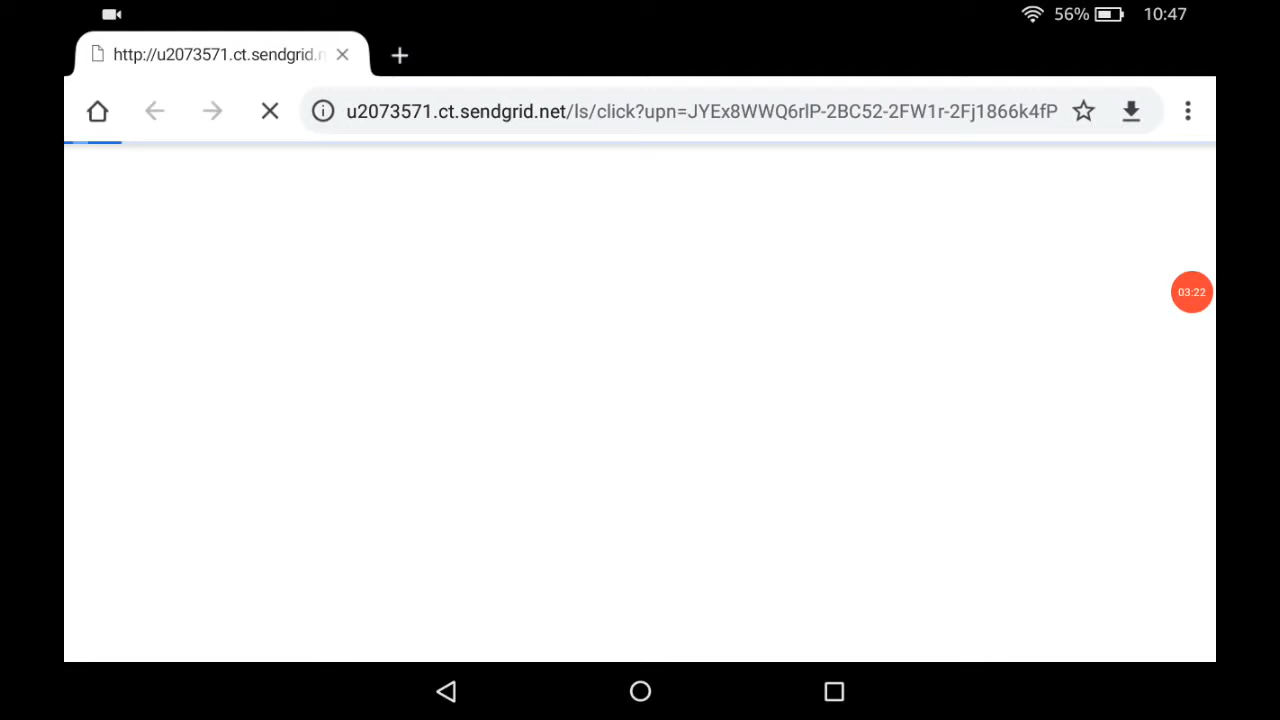 56% 10:47
http://u2073571.ct.sendgrid.n
u2073571.ct.sendgrid.net/ls/click?upn=JYEx8WWQ6rlP-2BC52-2FW1r-2Fj1866k4fP
03:22